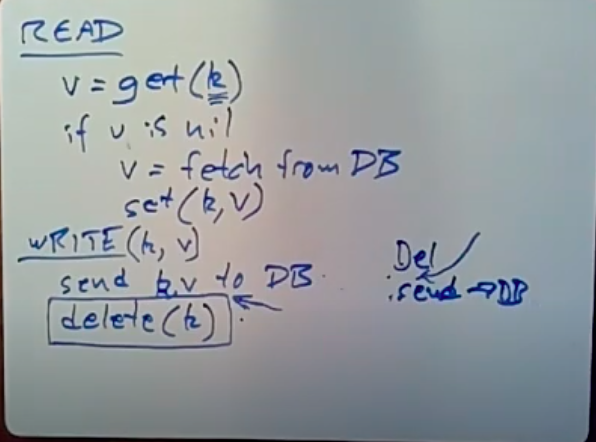 READ
v = get(k)
if v is nil
v = fetch from DB
set(k,v)
WRITE(k, v)
send k,v to DB.
delete(k).
Del
send → DB